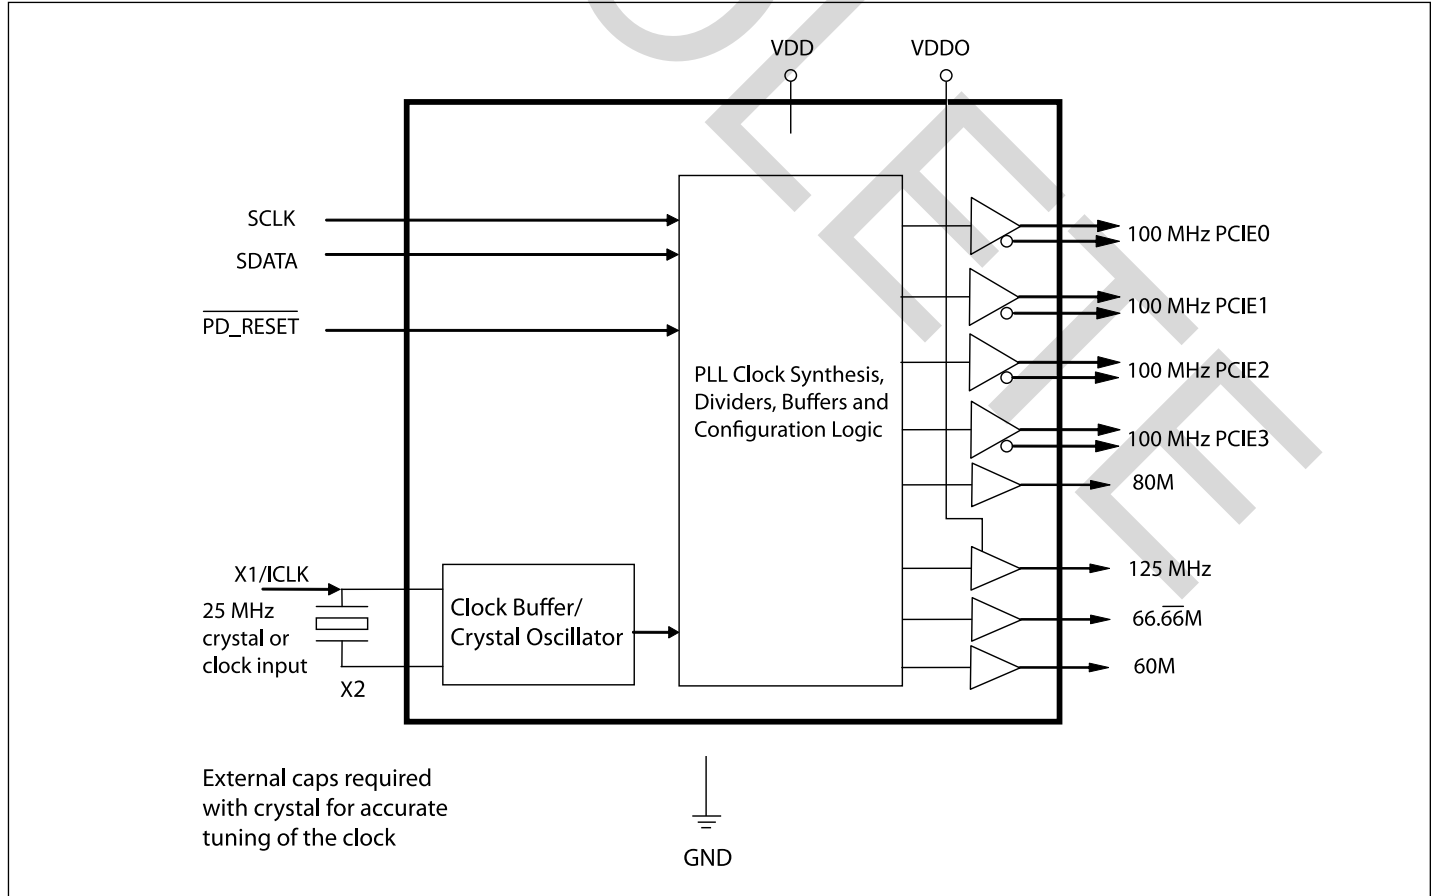 VDD
VDDO
SCLK
SDATA
PD_RESET
PLL Clock Synthesis,
Dividers, Buffers and
Configuration Logic
100 MHz PCIE0
100 MHz PCIE1
100 MHz PCIE2
100 MHz PCIE3
80M
125 MHz
66.66M
60M
X1/ICLK
25 MHz
crystal or
clock input
X2
Clock Buffer/
Crystal Oscillator
External caps required
with crystal for accurate
tuning of the clock
GND